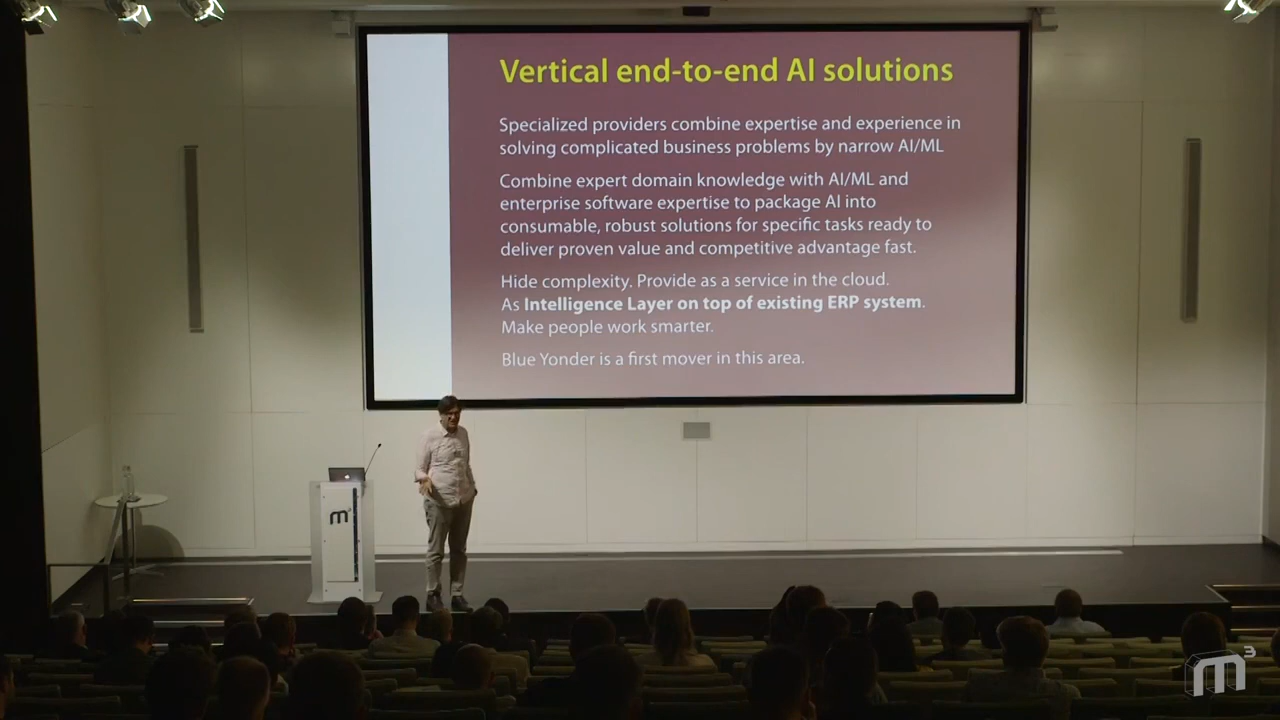 Vertical end-to-end AI solutions
Specialized providers combine expertise and experience in
solving complicated business problems by narrow AI/ML
Combine expert domain knowledge with AI/ML and
enterprise software expertise to package AI into
consumable, robust solutions for specific tasks ready to
deliver proven value and competitive advantage fast.
Hide complexity. Provide as a service in the cloud.
As Intelligence Layer on top of existing ERP system.
Make people work smarter.
Blue Yonder is a first mover in this area.
m³
m³